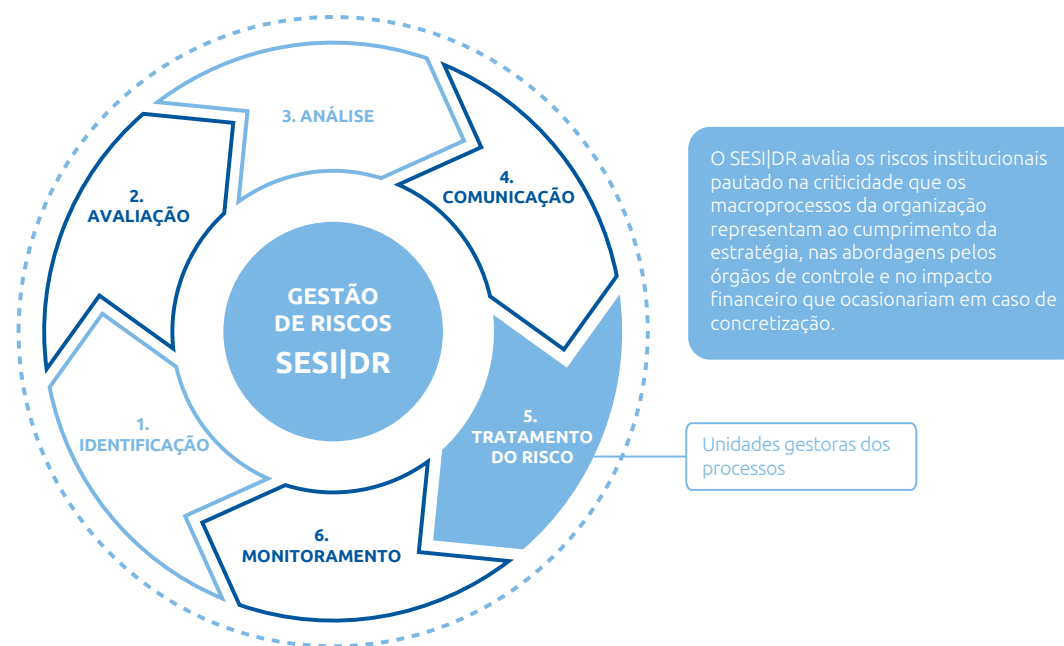 3. ANÁLISE
4.
COMUNICAÇÃO
2.
AVALIAÇÃO
GESTÃO
DE RISCOS
SESI|DR
1.
IDENTIFICAÇÃO
5.
TRATAMENTO
DO RISCO
6.
MONITORAMENTO
O SESI|DR avalia os riscos institucionais
pautado na criticidade que os
macroprocessos da organização
representam ao cumprimento da
estratégia, nas abordagens pelos
órgãos de controle e no impacto
financeiro que ocasionariam em caso de
concretização.
Unidades gestoras dos
processos